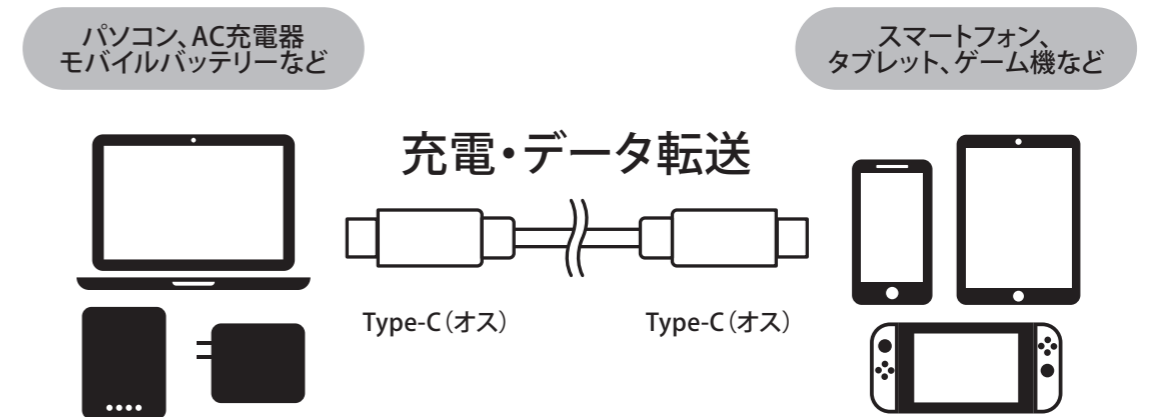 パソコン、AC充電器
モバイルバッテリーなど
スマートフォン、
タブレット、ゲーム機など
充電・データ転送
Type-C（オス）
Type-C（オス）